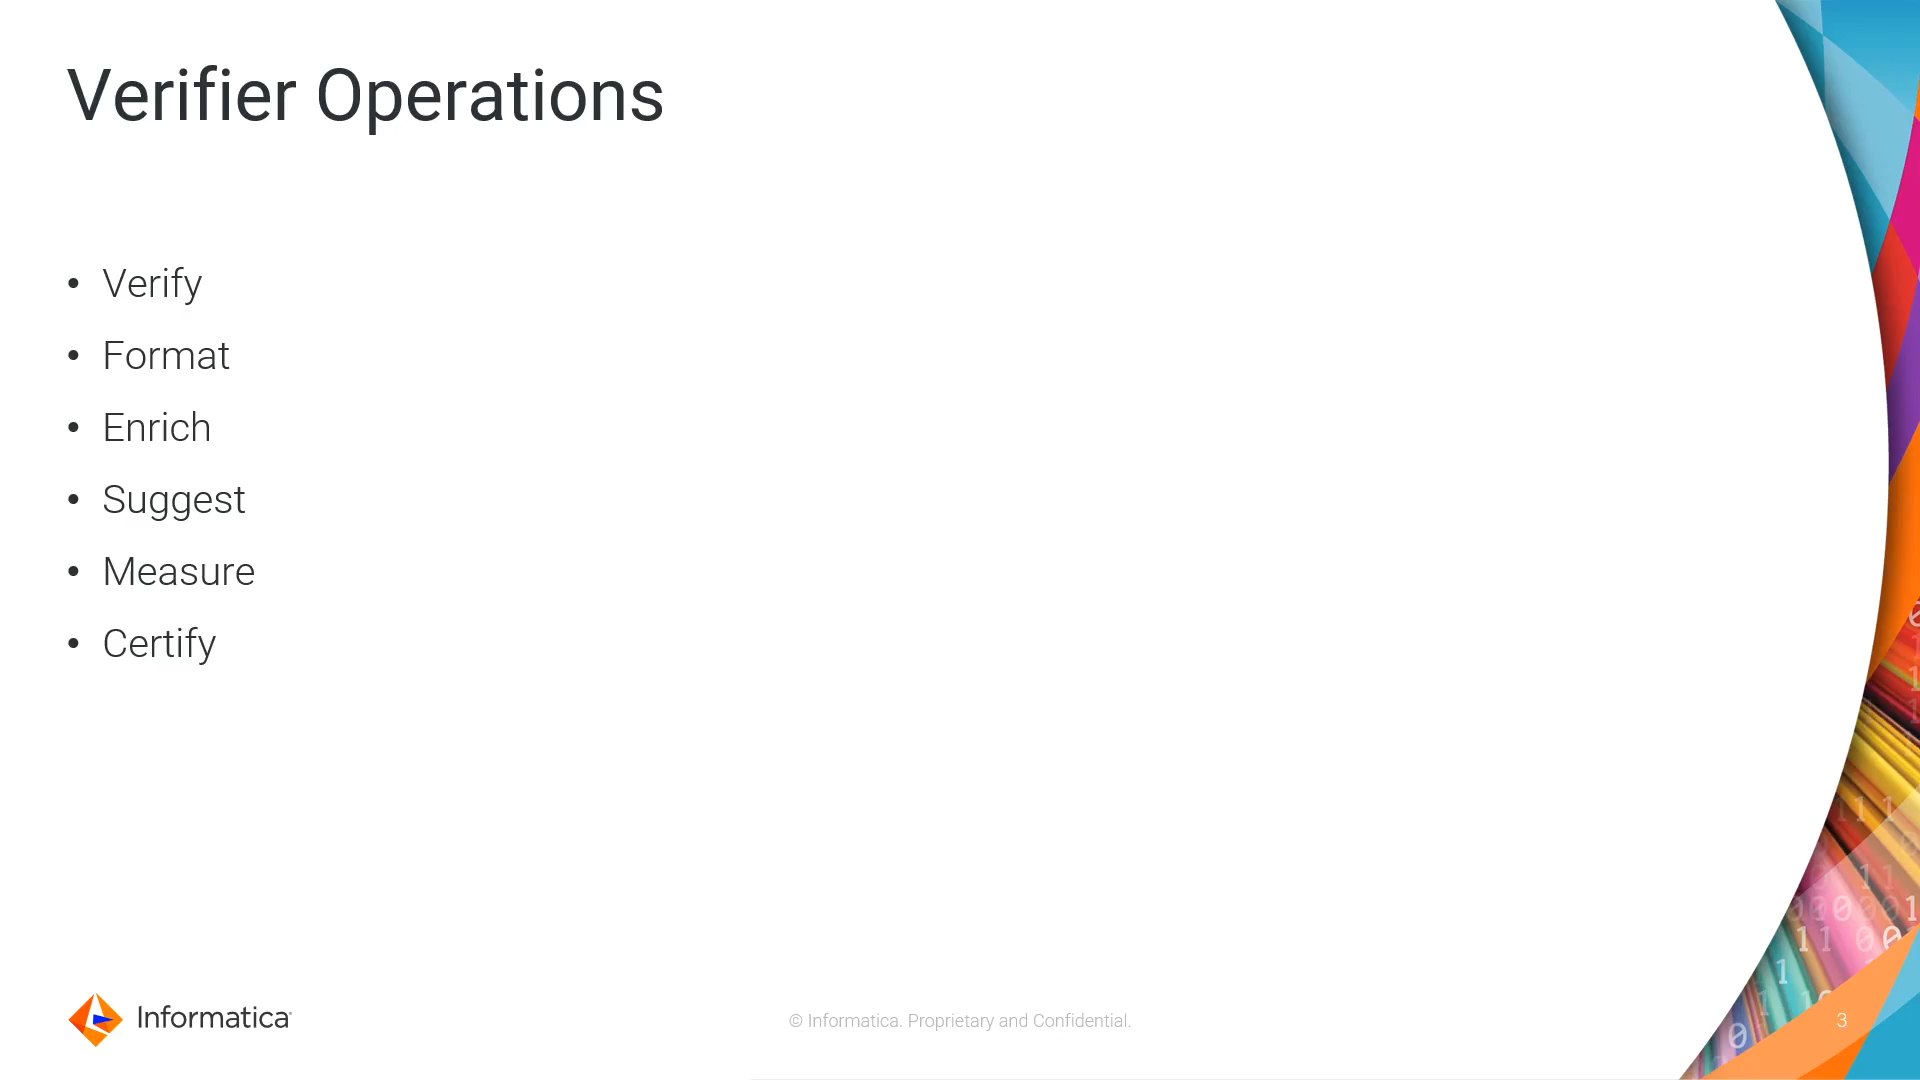 Verifier Operations
• Verify
• Format
• Enrich
• Suggest
• Measure
• Certify
Informatica
© Informatica. Proprietary and Confidential.
3